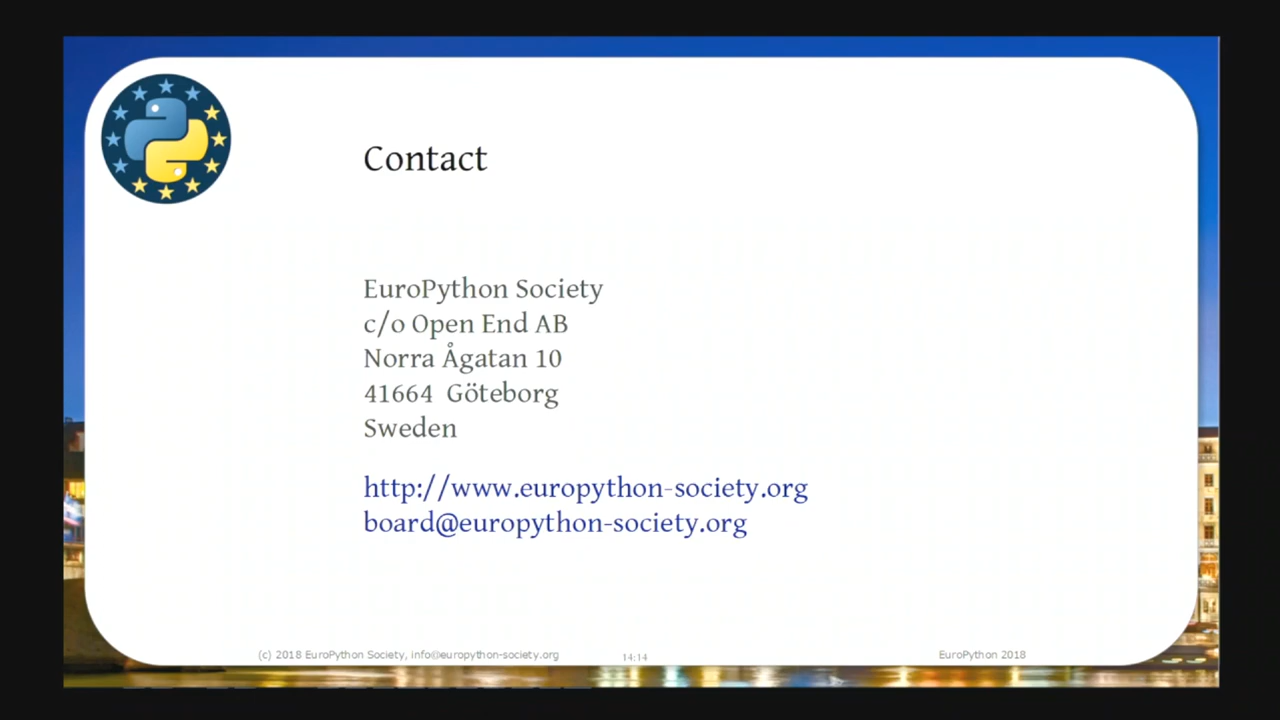 Contact
EuroPython Society
c/o Open End AB
Norra Ågatan 10
41664 Göteborg
Sweden
http://www.europython-society.org
board@europython-society.org
(c) 2018 EuroPython Society, info@europython-society.org
14:14
EuroPython 2018